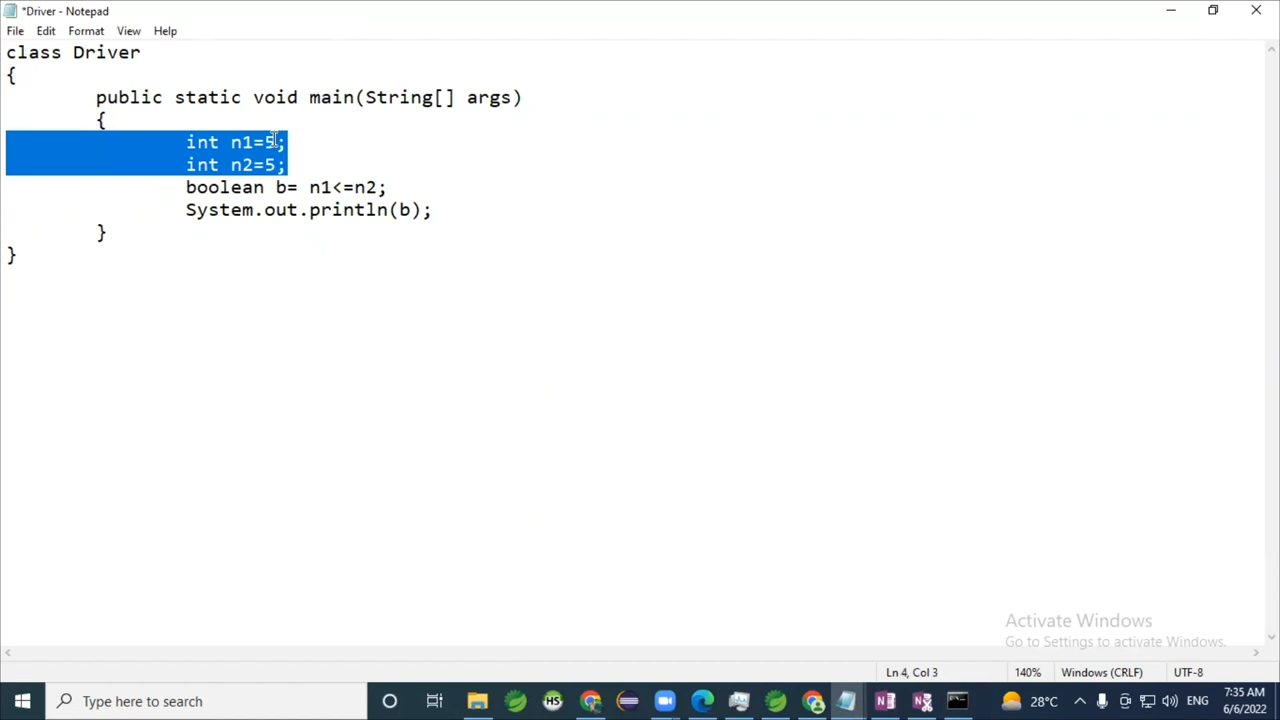 *Driver - Notepad
File Edit Format View Help
class Driver
{
public static void main(String[] args)
{
int n1=5;
int n2=5;
boolean b= n1<=n2;
System.out.println(b);
}
}
Activate Windows
Go to Settings to activate Windows.
Ln 4, Col 3 140% Windows (CRLF) UTF-8
Type here to search HS 28°C ENG 7:35 AM
6/6/2022